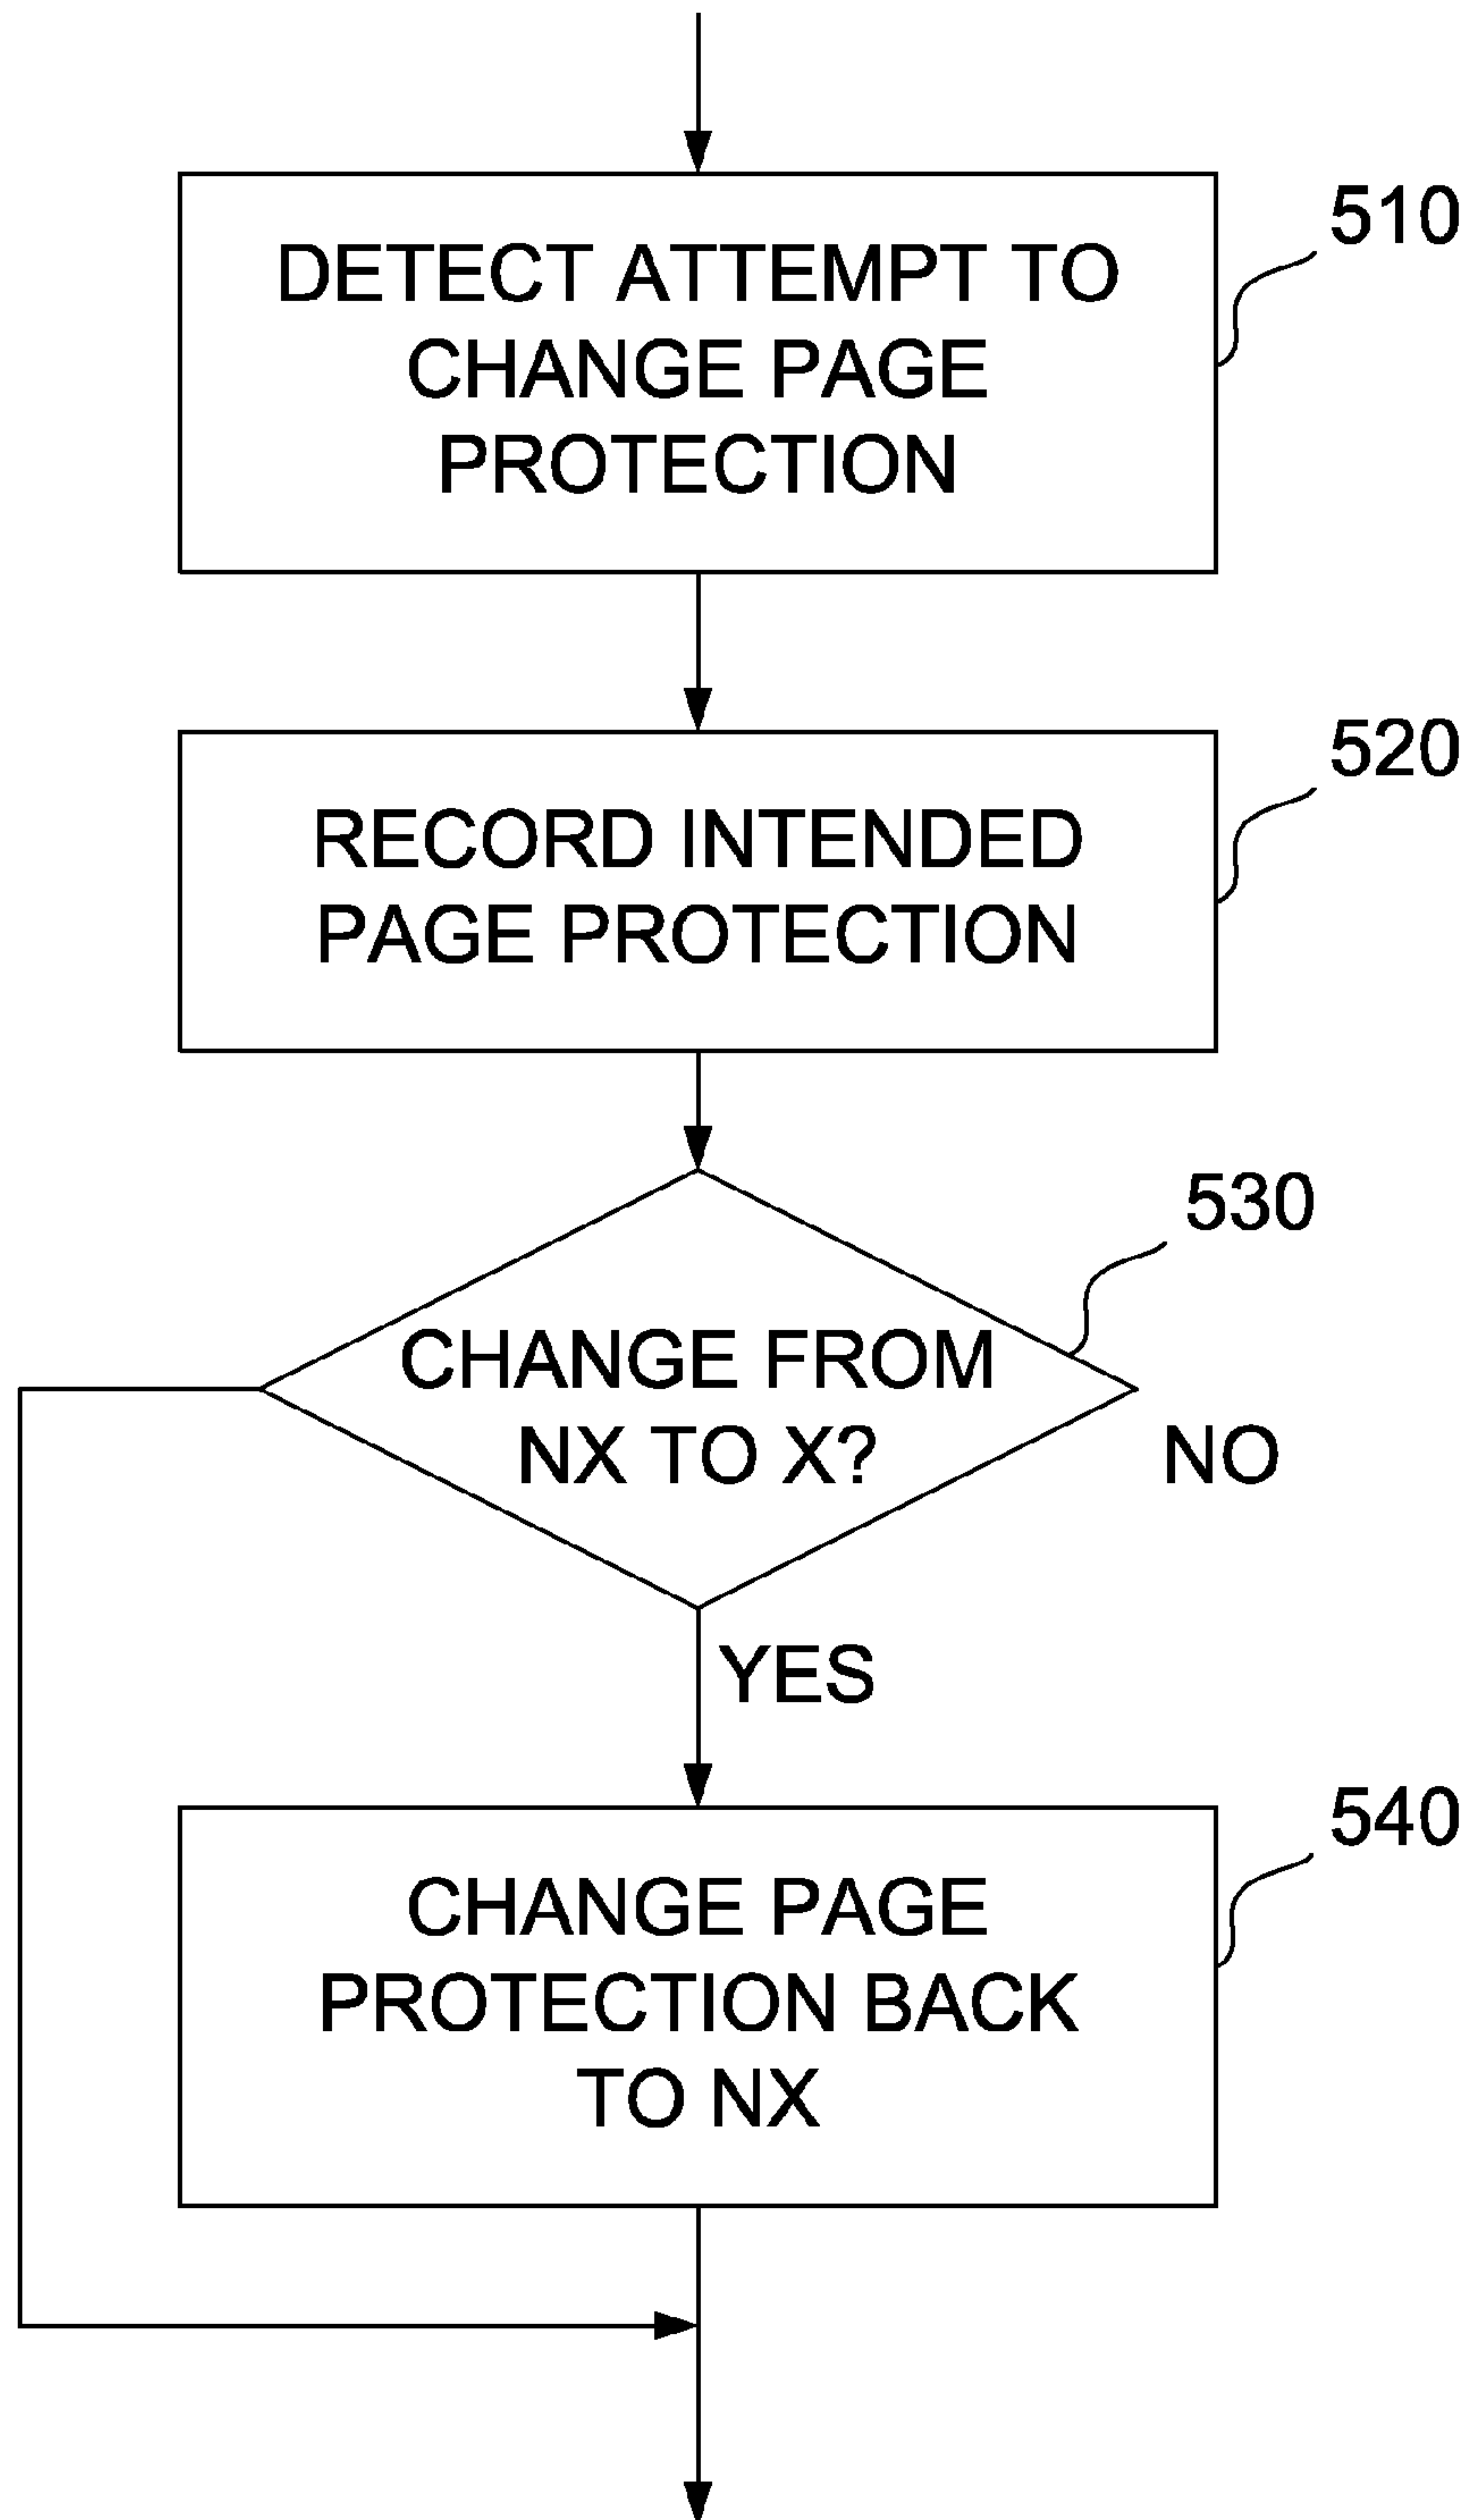 510
DETECT ATTEMPT TO
CHANGE PAGE
PROTECTION
520
RECORD INTENDED
PAGE PROTECTION
530
CHANGE FROM
NX TO X?
NO
YES
540
CHANGE PAGE
PROTECTION BACK
TO NX